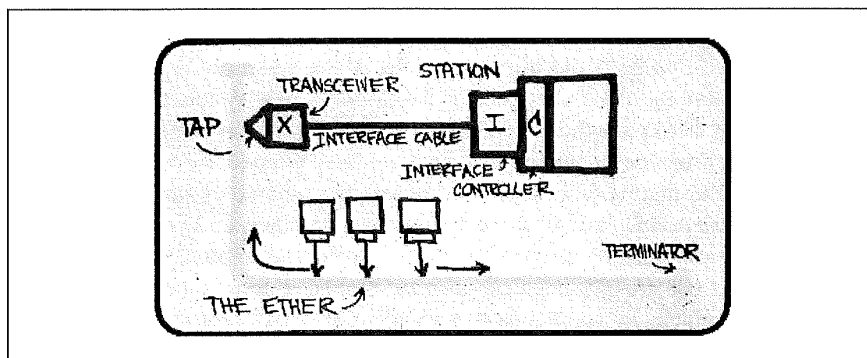 STATION
TRANSCEIVER
TAP
X
I
C
INTERFACE CABLE
INTERFACE
CONTROLLER
TERMINATOR
THE ETHER